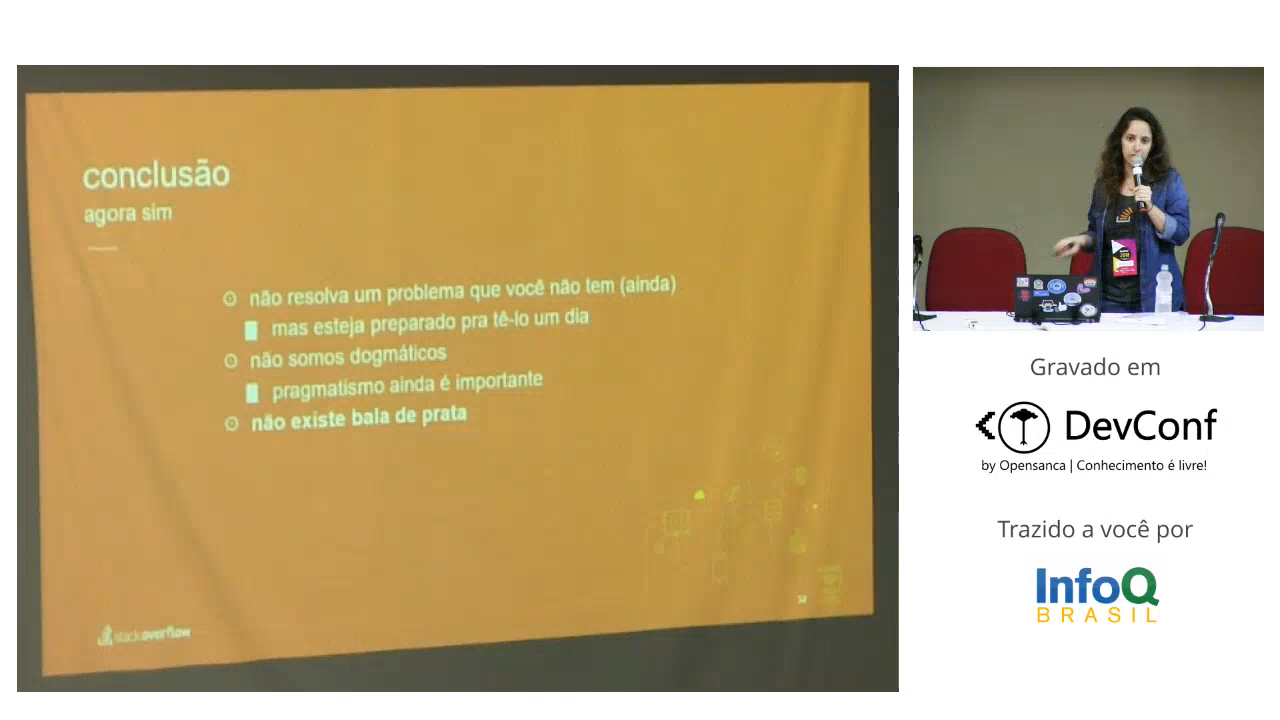 conclusão
agora sim
não resolva um problema que você não tem (ainda)
mas esteja preparado pra tê-lo um dia
não somos dogmáticos
pragmatismo ainda é importante
não existe bala de prata
stack overflow
Gravado em
DevConf
by Opensanca | Conhecimento é livre!
Trazido a você por
InfoQ
BRASIL